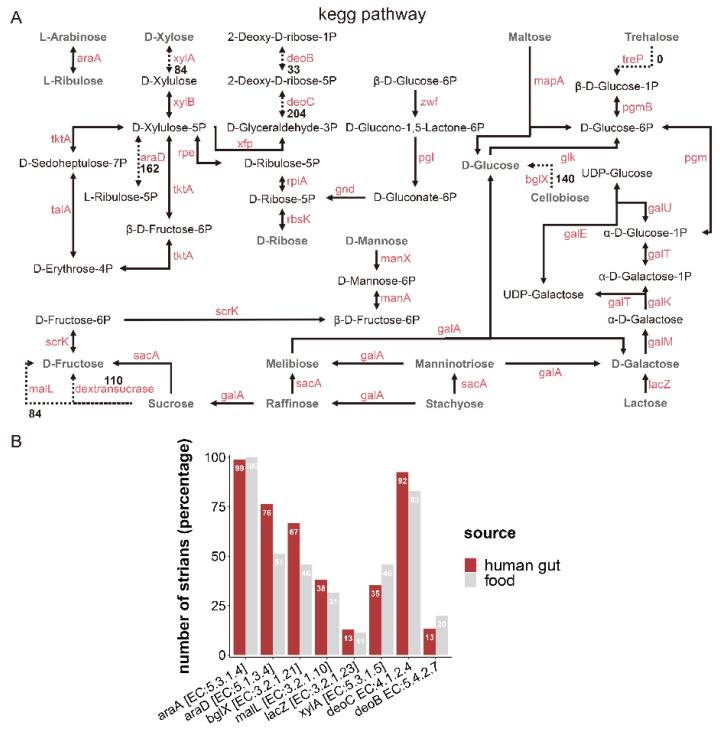 A
kegg pathway
L-Arabinose D-Xylose 2-Deoxy-D-ribose-1P Maltose Trehalose
araA xylA 84 deoB 33 treP 0
L-Ribulose D-Xylulose 2-Deoxy-D-ribose-5P β-D-Glucose-6P mapA β-D-Glucose-1P
xylB deoC 204 zwf pgmB
tktA D-Xylulose-5P D-Glyceraldehyde-3P D-Glucono-1,5-Lactone-6P D-Glucose-6P
xfp
D-Sedoheptulose-7P araD 162 rpe D-Ribulose-5P pgl D-Glucose glk pgm
bglX 140 UDP-Glucose
rpiA
L-Ribulose-5P tktA D-Ribose-5P gnd D-Gluconate-6P Cellobiose
talA rbsK galU
β-D-Fructose-6P galE α-D-Glucose-1P
D-Ribose D-Mannose
tktA manX galT
D-Erythrose-4P D-Mannose-6P α-D-Galactose-1P
manA UDP-Galactose galT galK
D-Fructose-6P scrK β-D-Fructose-6P α-D-Galactose
galA
scrK galM
D-Fructose sacA Melibiose galA Manninotriose galA D-Galactose
malL dextransucrase 110 sacA sacA lacZ
84 Sucrose galA Raffinose galA Stachyose Lactose
B
number of strians (percentage)
100
75
50
25
0
99 100
76 51
67 46
38 31
13 11
35 46
92 83
13 20
araA [EC:5.3.1.4]
araD [EC:5.1.3.4]
bglX [EC:3.2.1.21]
malL [EC:3.2.1.10]
lacZ [EC:3.2.1.23]
xylA [EC:5.3.1.5]
deoC EC:4.1.2.4
deoB EC:5.4.2.7
source
human gut
food